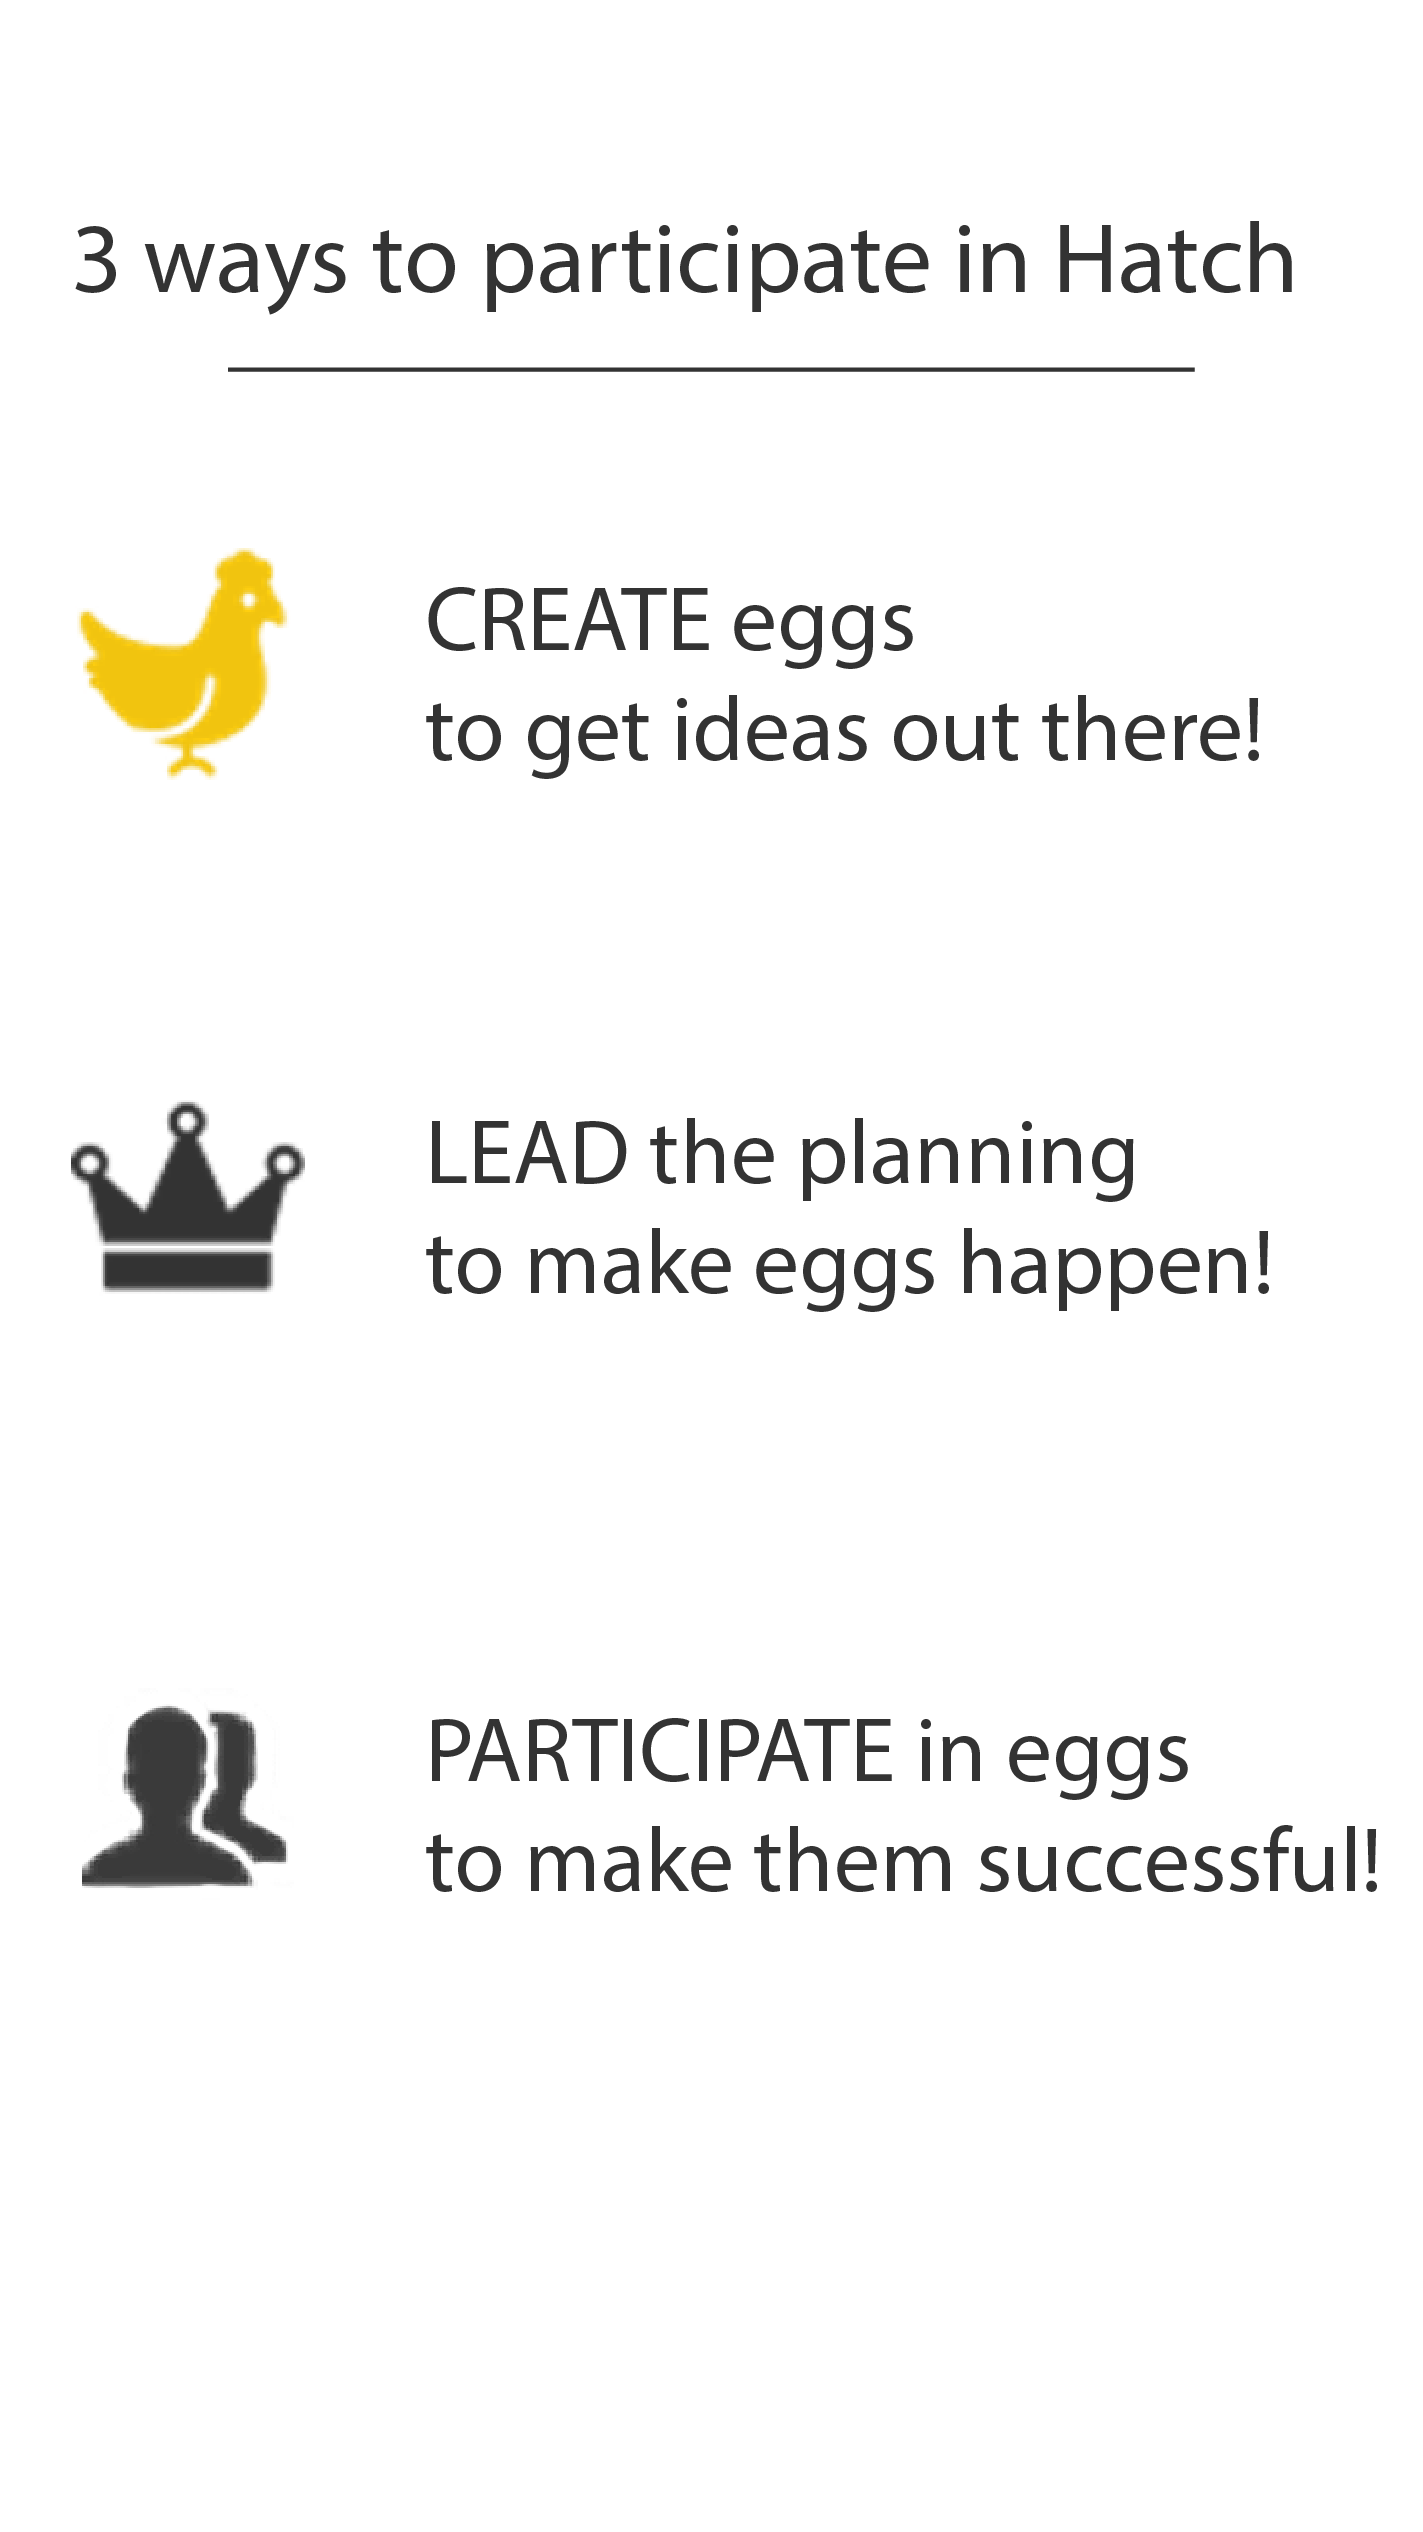 3 ways to participate in Hatch
CREATE eggs
to get ideas out there!
LEAD the planning
to make eggs happen!
PARTICIPATE in eggs
to make them successful!